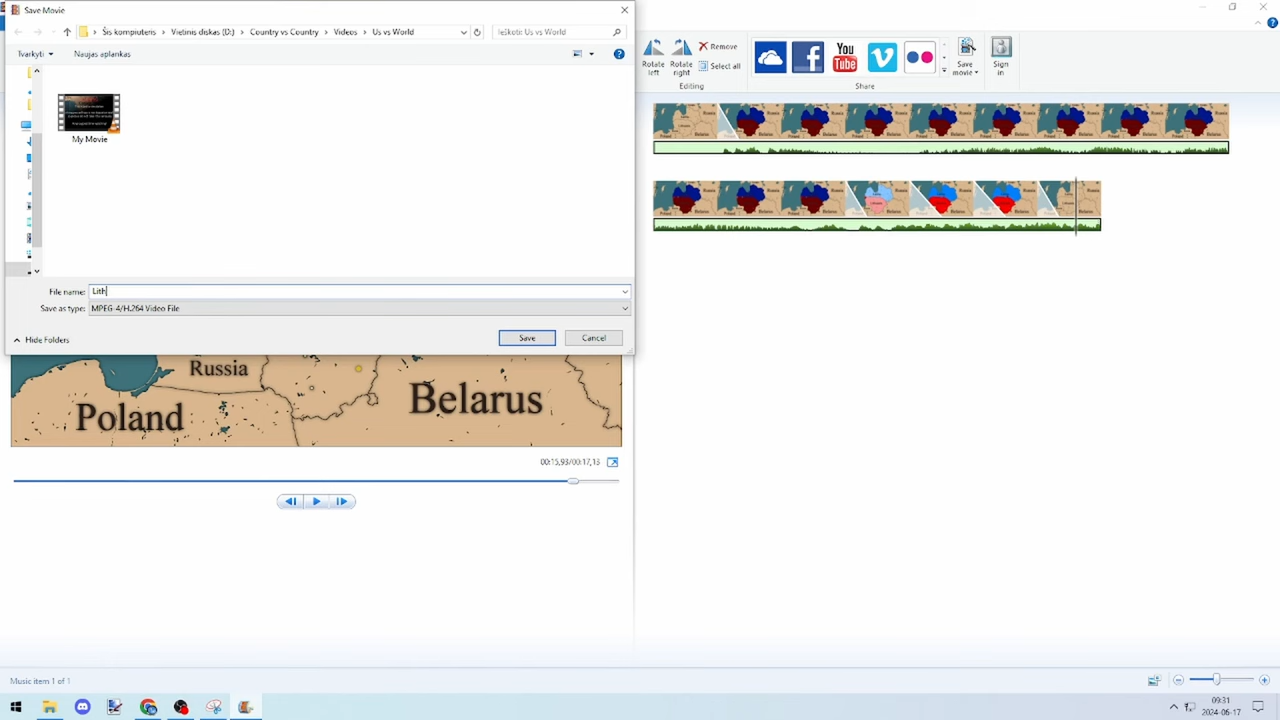 Save Movie
Šis kompiuteris > Vietinis diskas (D:) > Country vs Country > Videos > Us vs World
Ieškoti: Us vs World
Tvarkyti
Naujas aplankas
My Movie
File name: Lith
Save as type: MPEG-4/H.264 Video File
Hide Folders
Save
Cancel
Rotate left
Rotate right
Remove
Select all
Editing
You Tube
Share
Save movie
Sign in
Russia
Poland
Belarus
00:15,93/00:17,13
Music item 1 of 1
09:31
2024-06-17